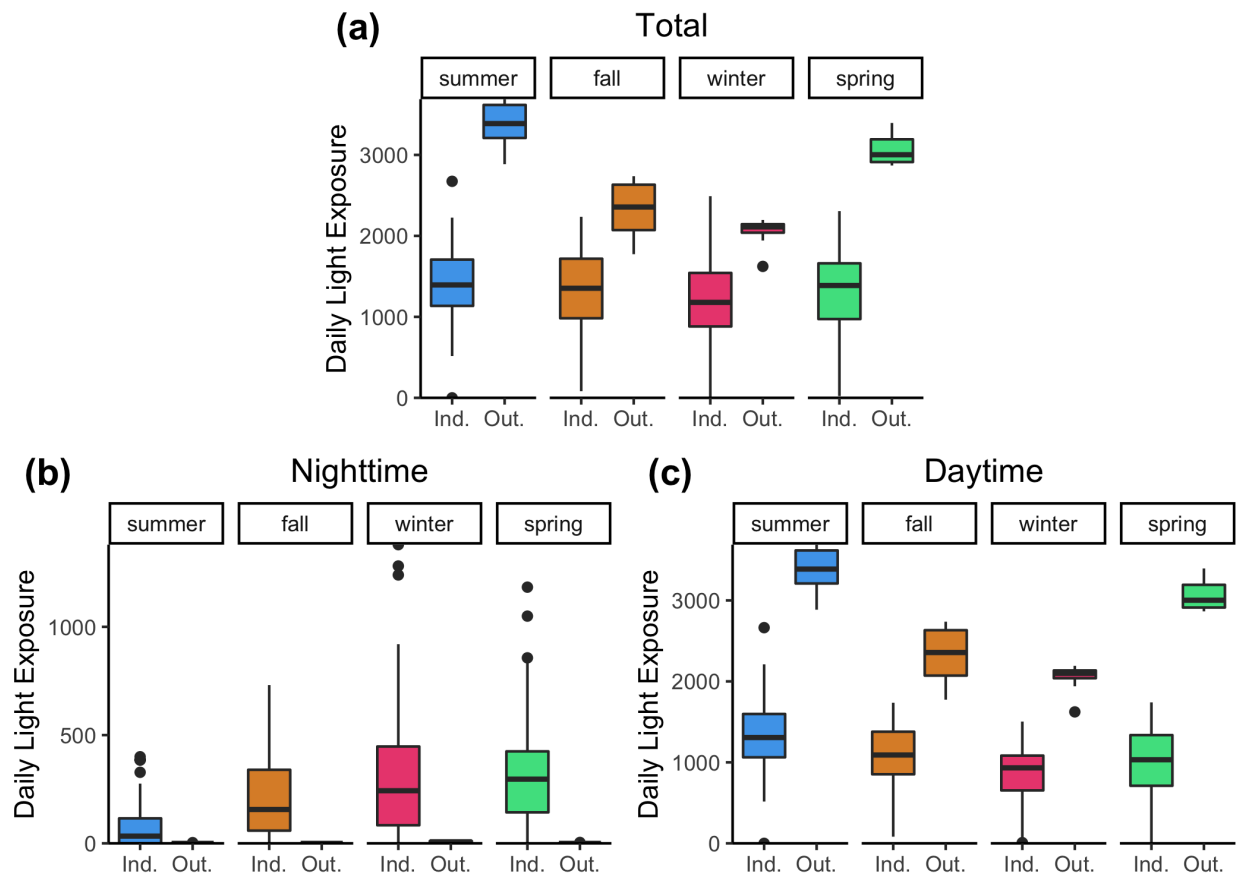 (a) Total
summer fall winter spring
Daily Light Exposure
3000
2000
1000
0
Ind. Out. Ind. Out. Ind. Out. Ind. Out.
(b) Nighttime
summer fall winter spring
Daily Light Exposure
1000
500
0
Ind. Out. Ind. Out. Ind. Out. Ind. Out.
(c) Daytime
summer fall winter spring
Daily Light Exposure
3000
2000
1000
0
Ind. Out. Ind. Out. Ind. Out. Ind. Out.